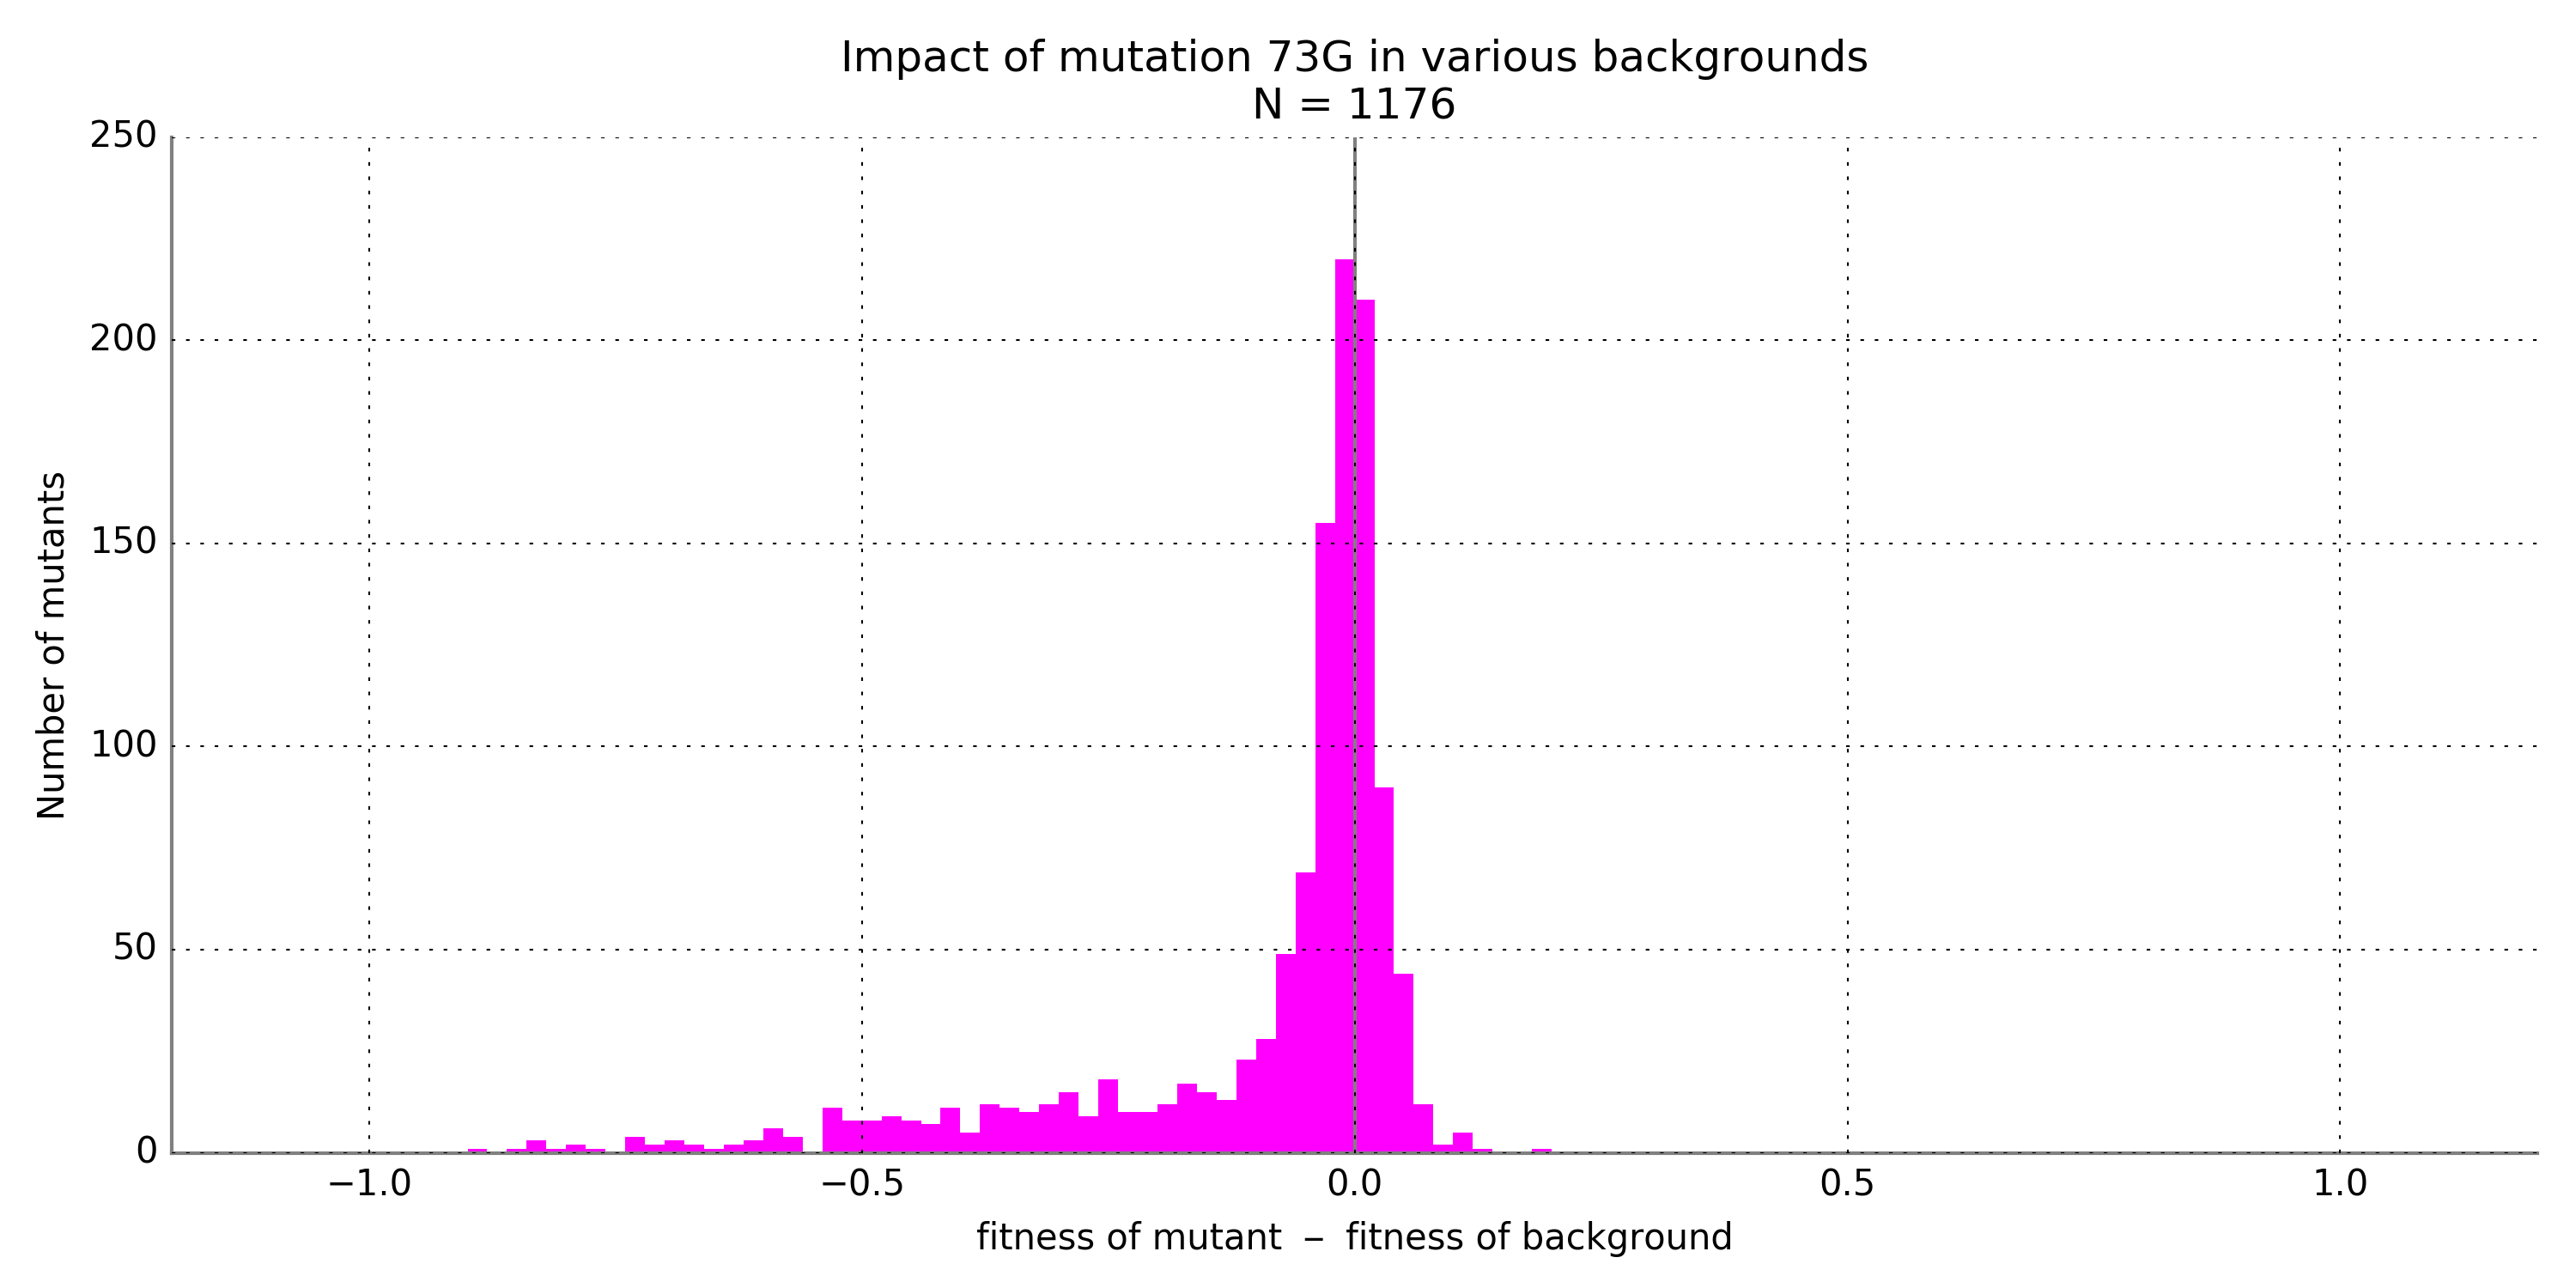 Impact of mutation 73G in various backgrounds
N = 1176
250
200
150
100
50
0
Number of mutants
−1.0
−0.5
0.0
0.5
1.0
fitness of mutant − fitness of background